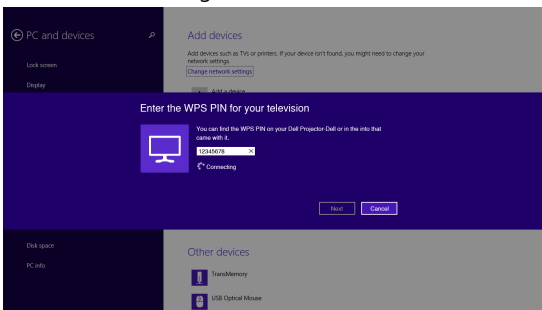 PC and devices
Lock screen
Display
Disk space
PC info
Add devices
Add devices such as TVs or printers. If your device isn't found, you might need to change your
network settings.
Change network settings
Add a device
Enter the WPS PIN for your television
You can find the WPS PIN on your Dell Projector-Dell or in the into that
came with it.
12345678
Connecting
Next
Cancel
Other devices
TransMemory
USB Optical Mouse